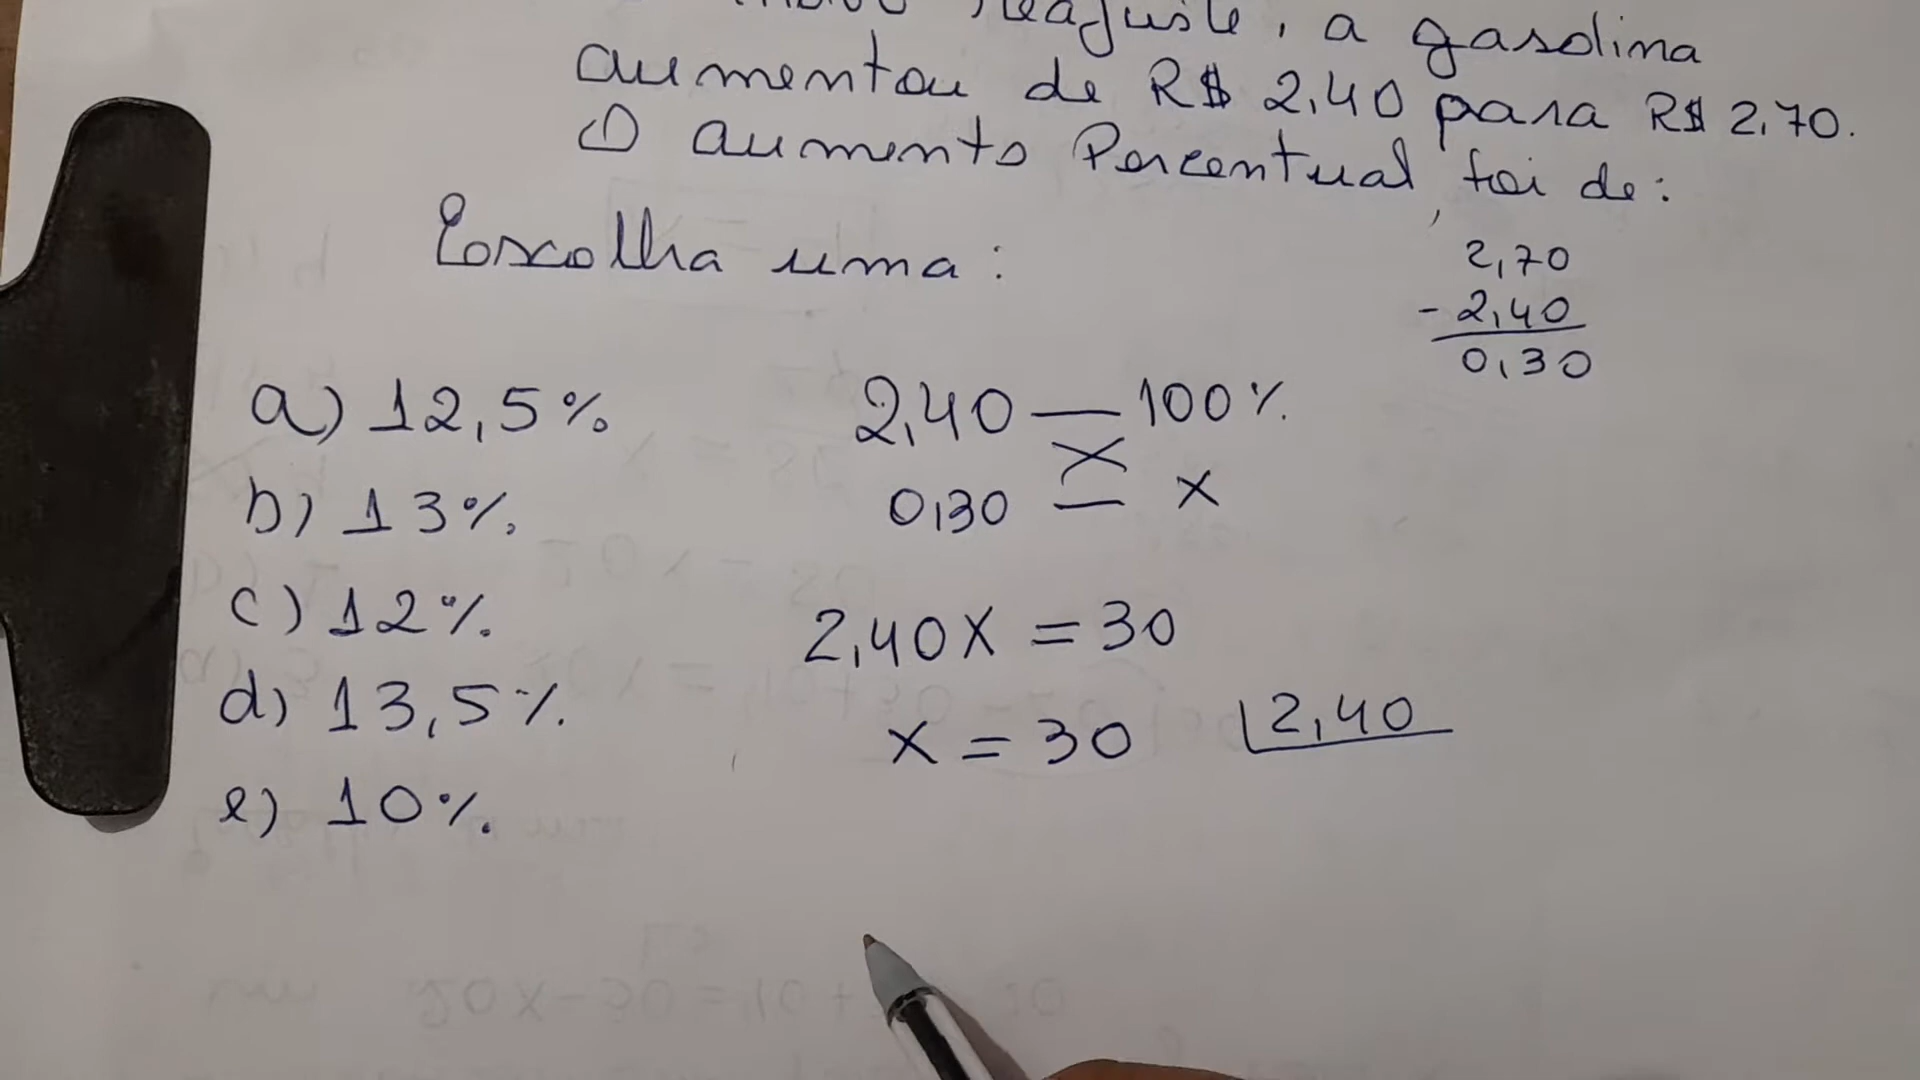 reajuste, a gasolina
aumentou de R$ 2,40 para R$ 2,70.
O aumento Percentual foi de:
Escolha uma:
2,70
- 2,40
0,30
a) 12,5%
b) 13%
c) 12%
d) 13,5%
e) 10%
2,40 — 100%
0,30 — x
2,40x = 30
x = 30 2,40